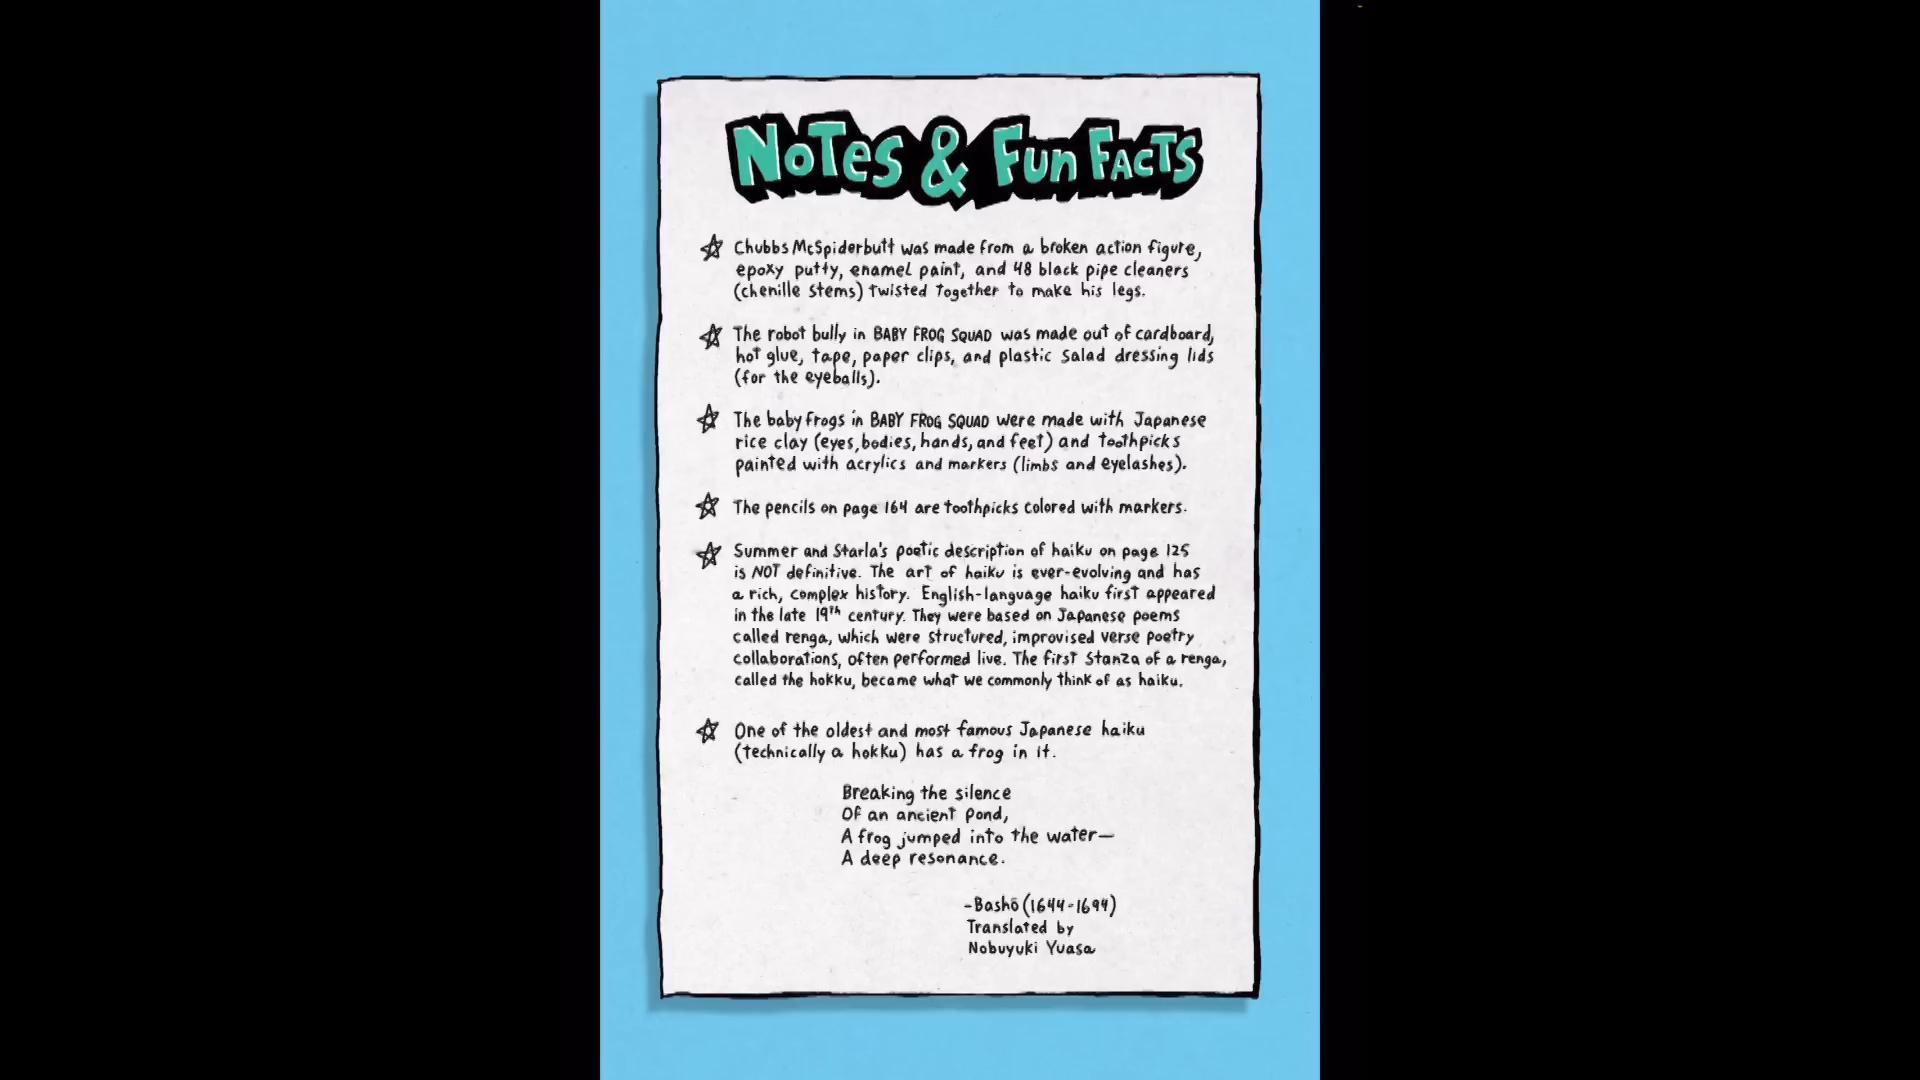 NOTES & FUN FACTS
Chubbs McSpiderbutt was made from a broken action figure,
epoxy putty, enamel paint, and 48 black pipe cleaners
(chenille stems) twisted together to make his legs.
The robot bully in BABY FROG SQUAD was made out of cardboard,
hot glue, tape, paper clips, and plastic salad dressing lids
(for the eyeballs).
The baby frogs in BABY FROG SQUAD were made with Japanese
rice clay (eyes, bodies, hands, and feet) and toothpicks
painted with acrylics and markers (limbs and eyelashes).
The pencils on page 164 are toothpicks colored with markers.
Summer and Starla's poetic description of haiku on page 125
is NOT definitive. The art of haiku is ever-evolving and has
a rich, complex history. English-language haiku first appeared
in the late 19th century. They were based on Japanese poems
called renga, which were structured, improvised verse poetry
collaborations, often performed live. The first stanza of a renga,
called the hokku, became what we commonly think of as haiku.
One of the oldest and most famous Japanese haiku
(technically a hokku) has a frog in it.
Breaking the silence
Of an ancient pond,
A frog jumped into the water—
A deep resonance.
-Bashō (1644-1694)
Translated by
Nobuyuki Yuasa